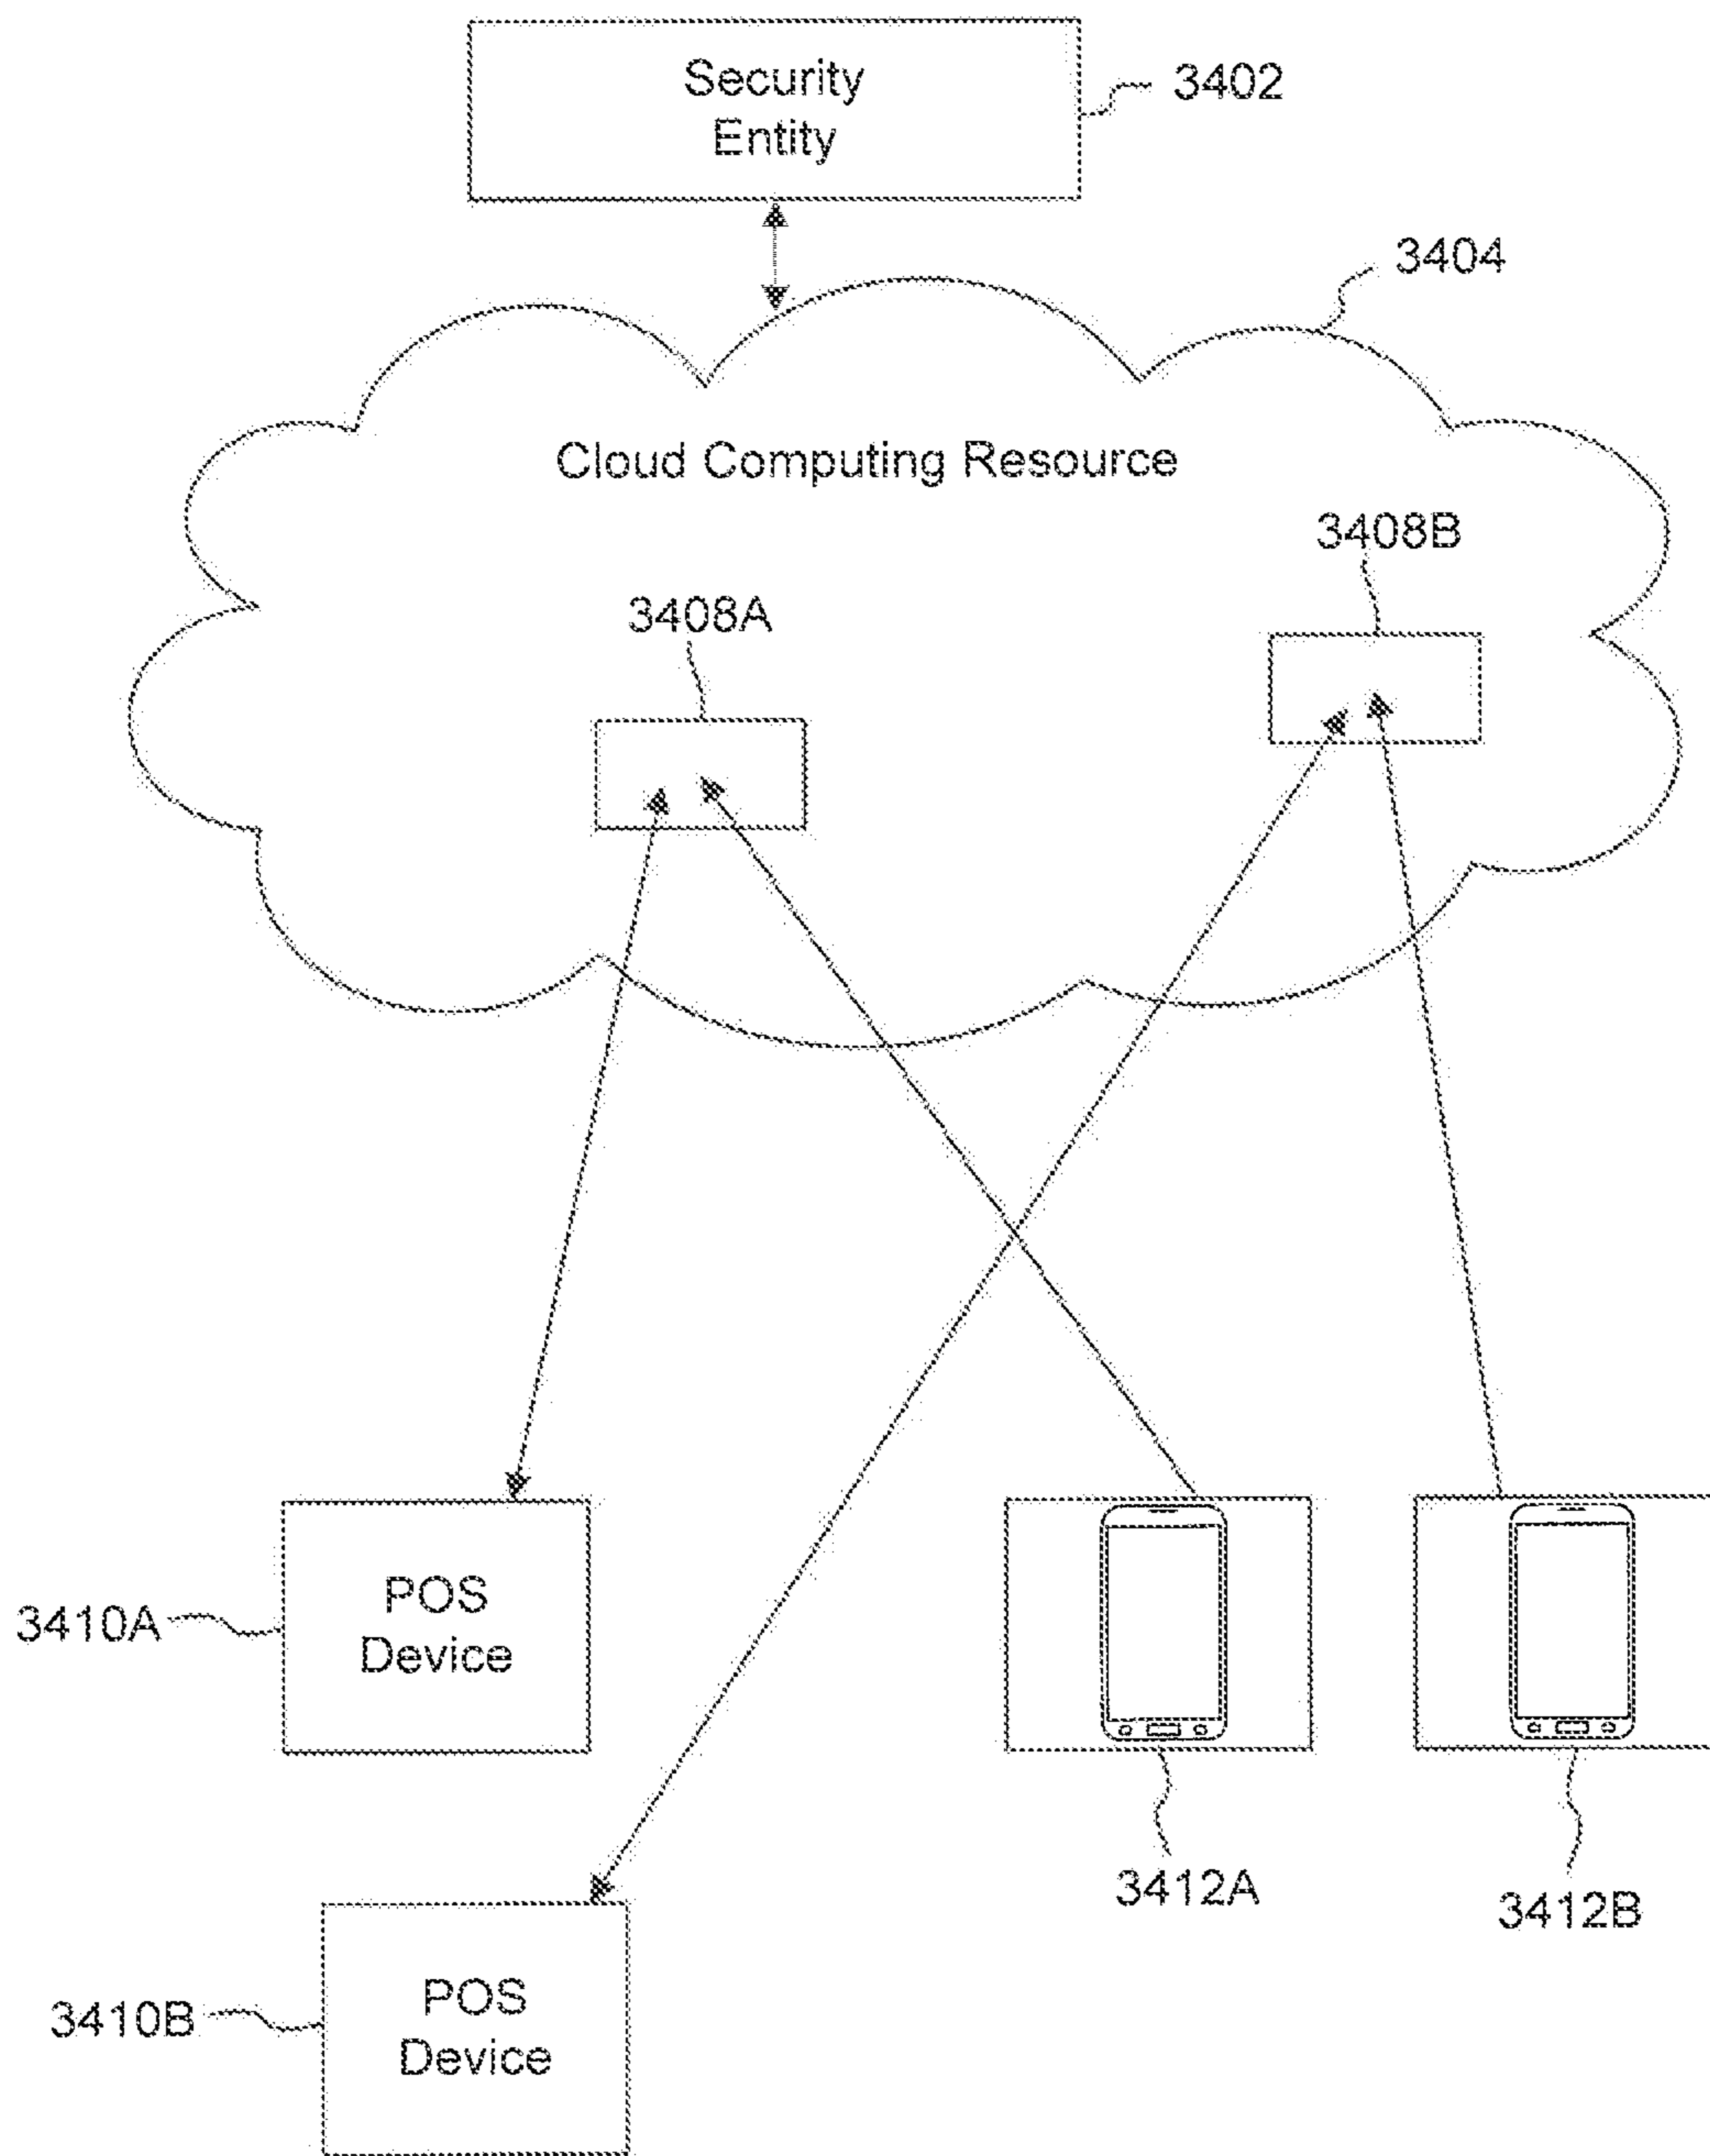 Security
Entity
3402
3404
Cloud Computing Resource
3408B
3408A
POS
Device
3410A
3412A
3412B
POS
Device
3410B